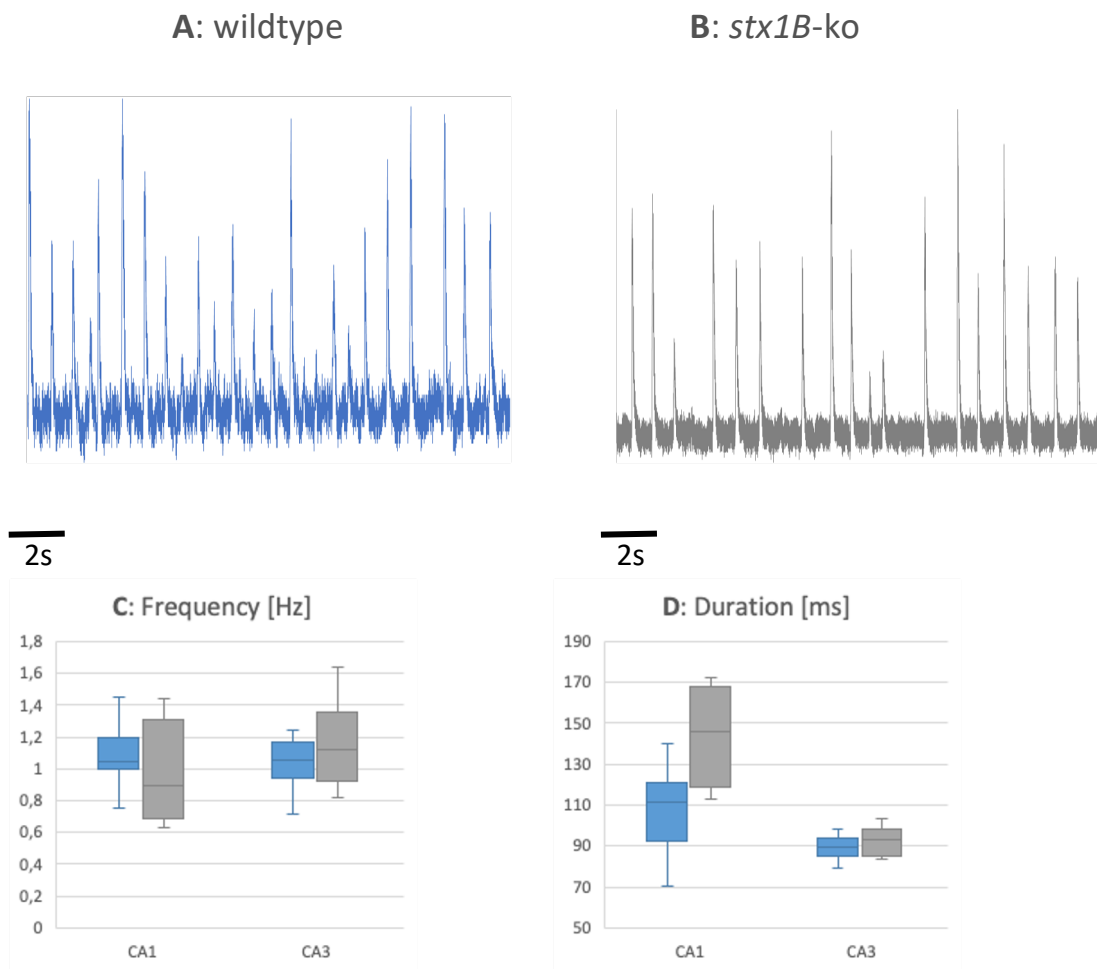 A: wildtype
B: stx1B-ko
2s
2s
C: Frequency [Hz]
1,8
1,6
1,4
1,2
1
0,8
0,6
0,4
0,2
0
CA1 CA3
D: Duration [ms]
190
170
150
130
110
90
70
50
CA1 CA3